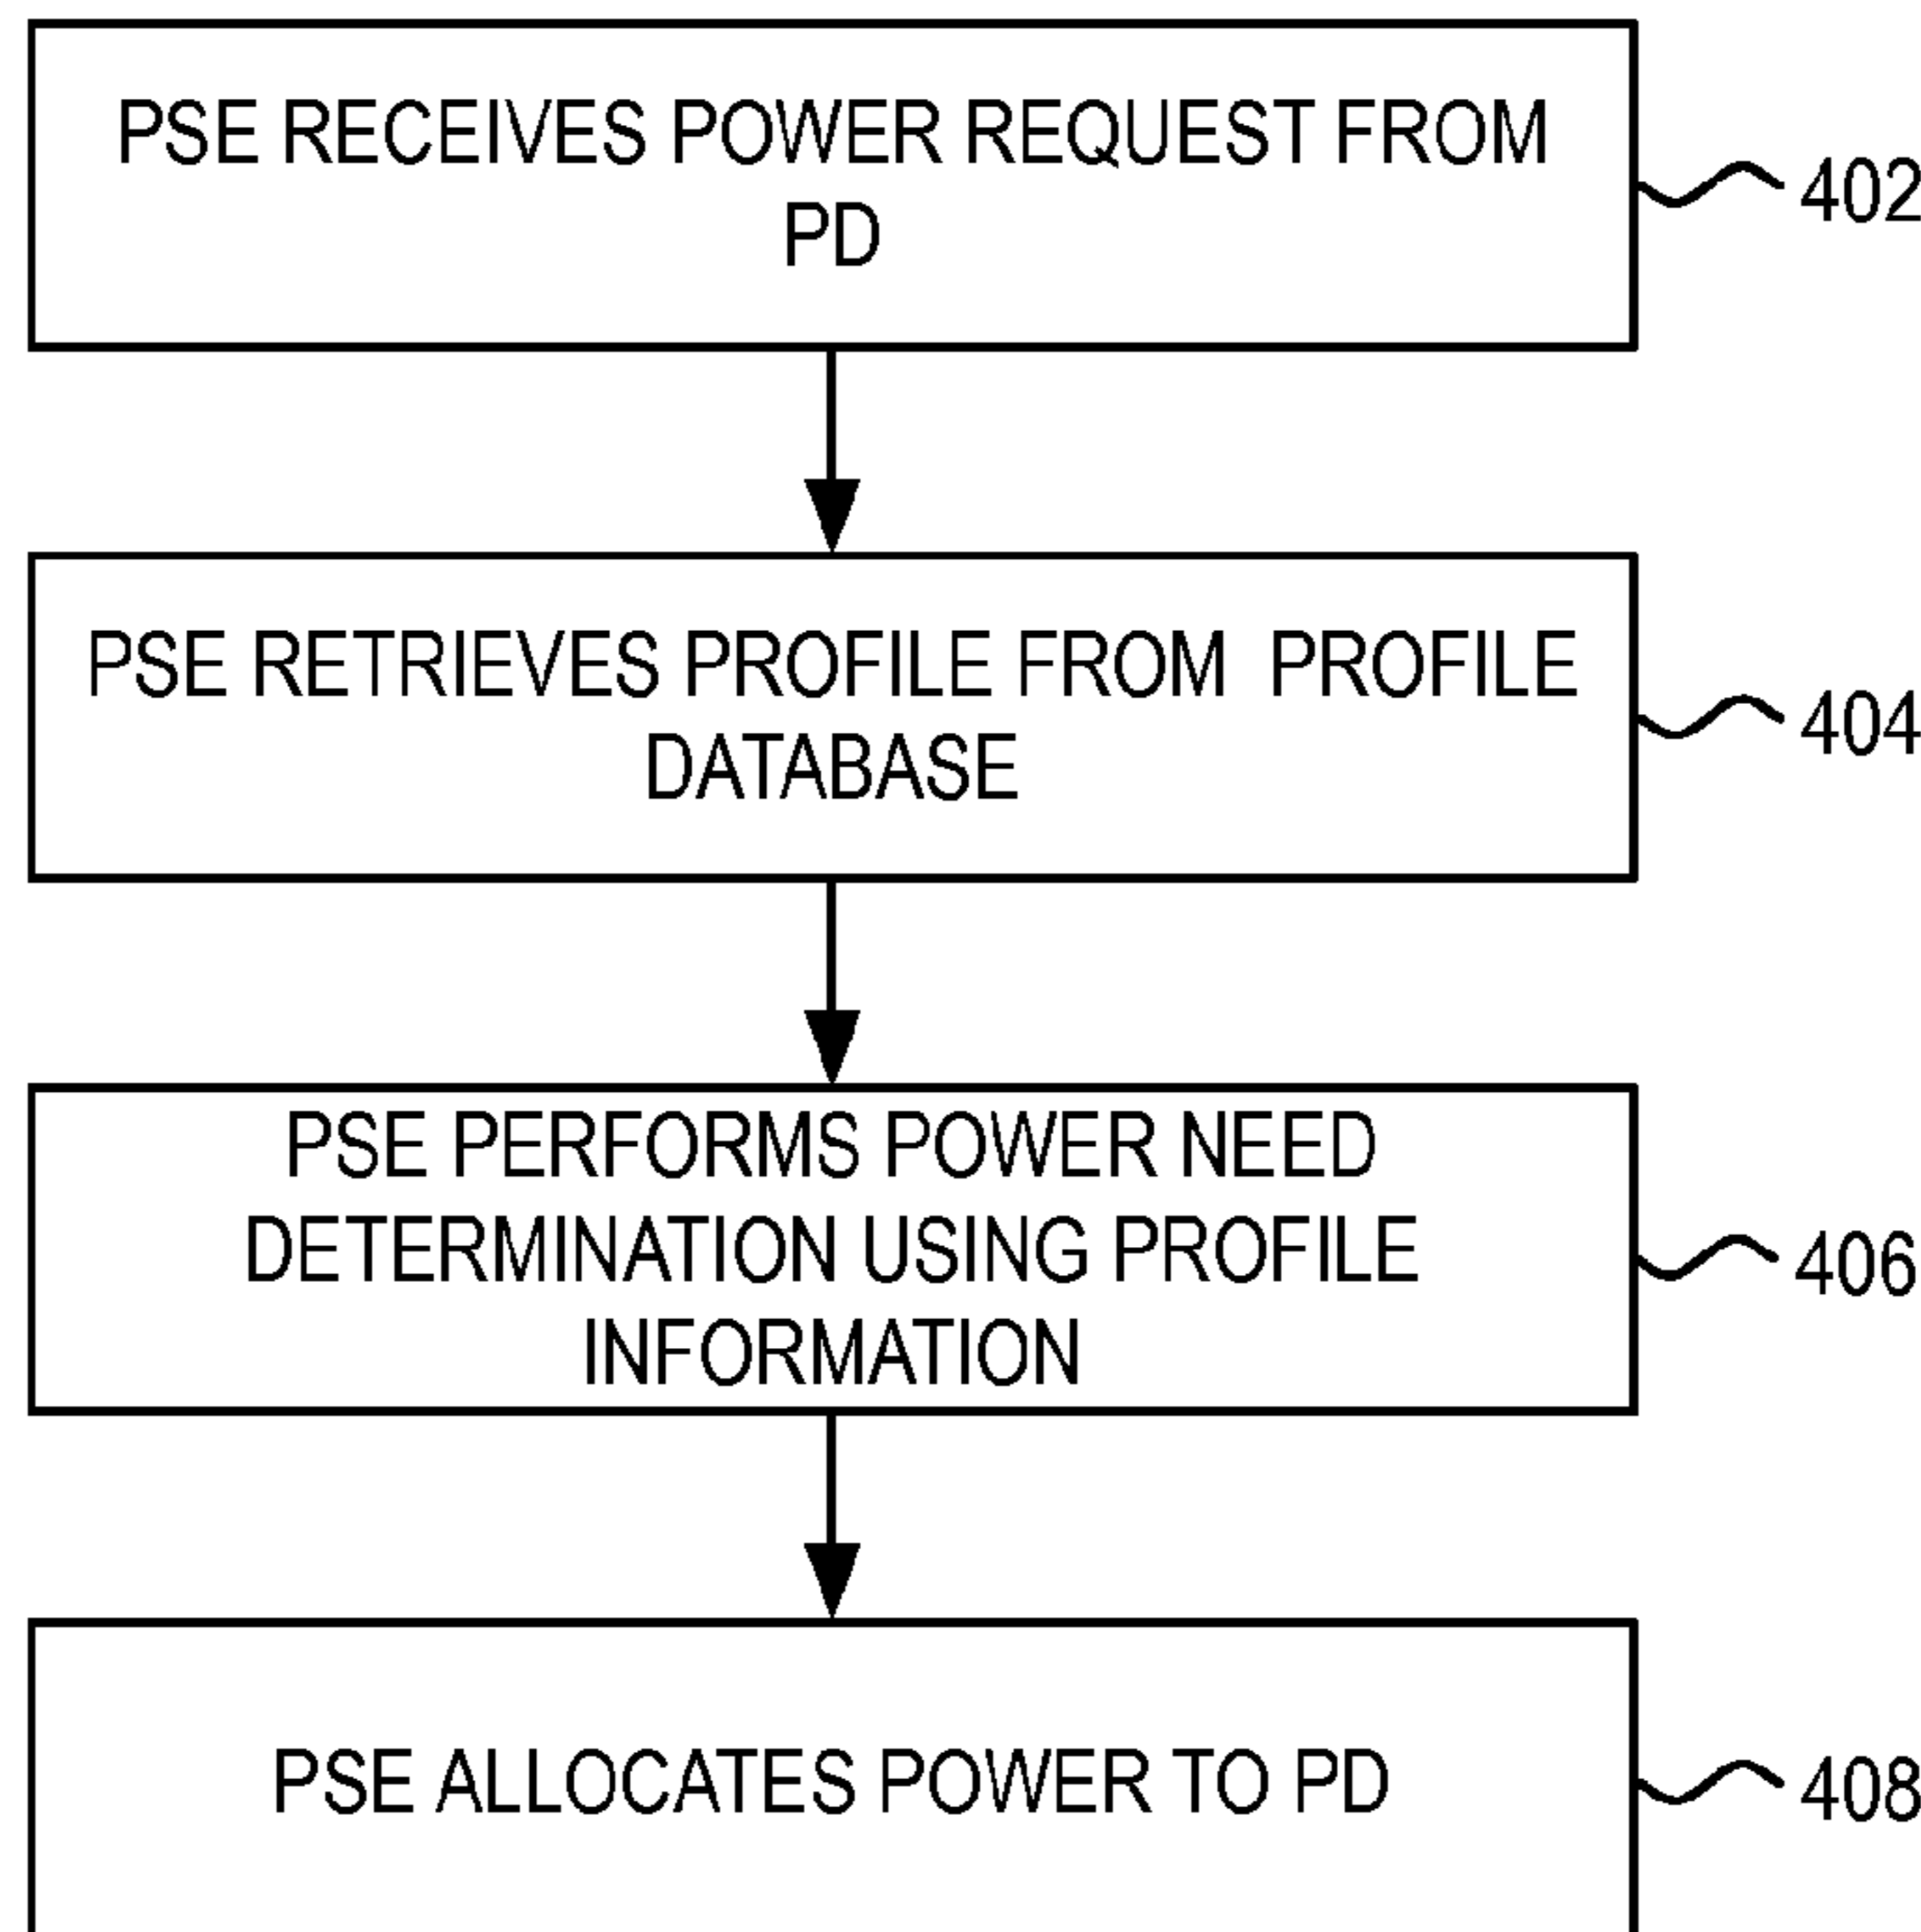 PSE RECEIVES POWER REQUEST FROM
PD
402
PSE RETRIEVES PROFILE FROM PROFILE
DATABASE
404
PSE PERFORMS POWER NEED
DETERMINATION USING PROFILE
INFORMATION
406
PSE ALLOCATES POWER TO PD
408